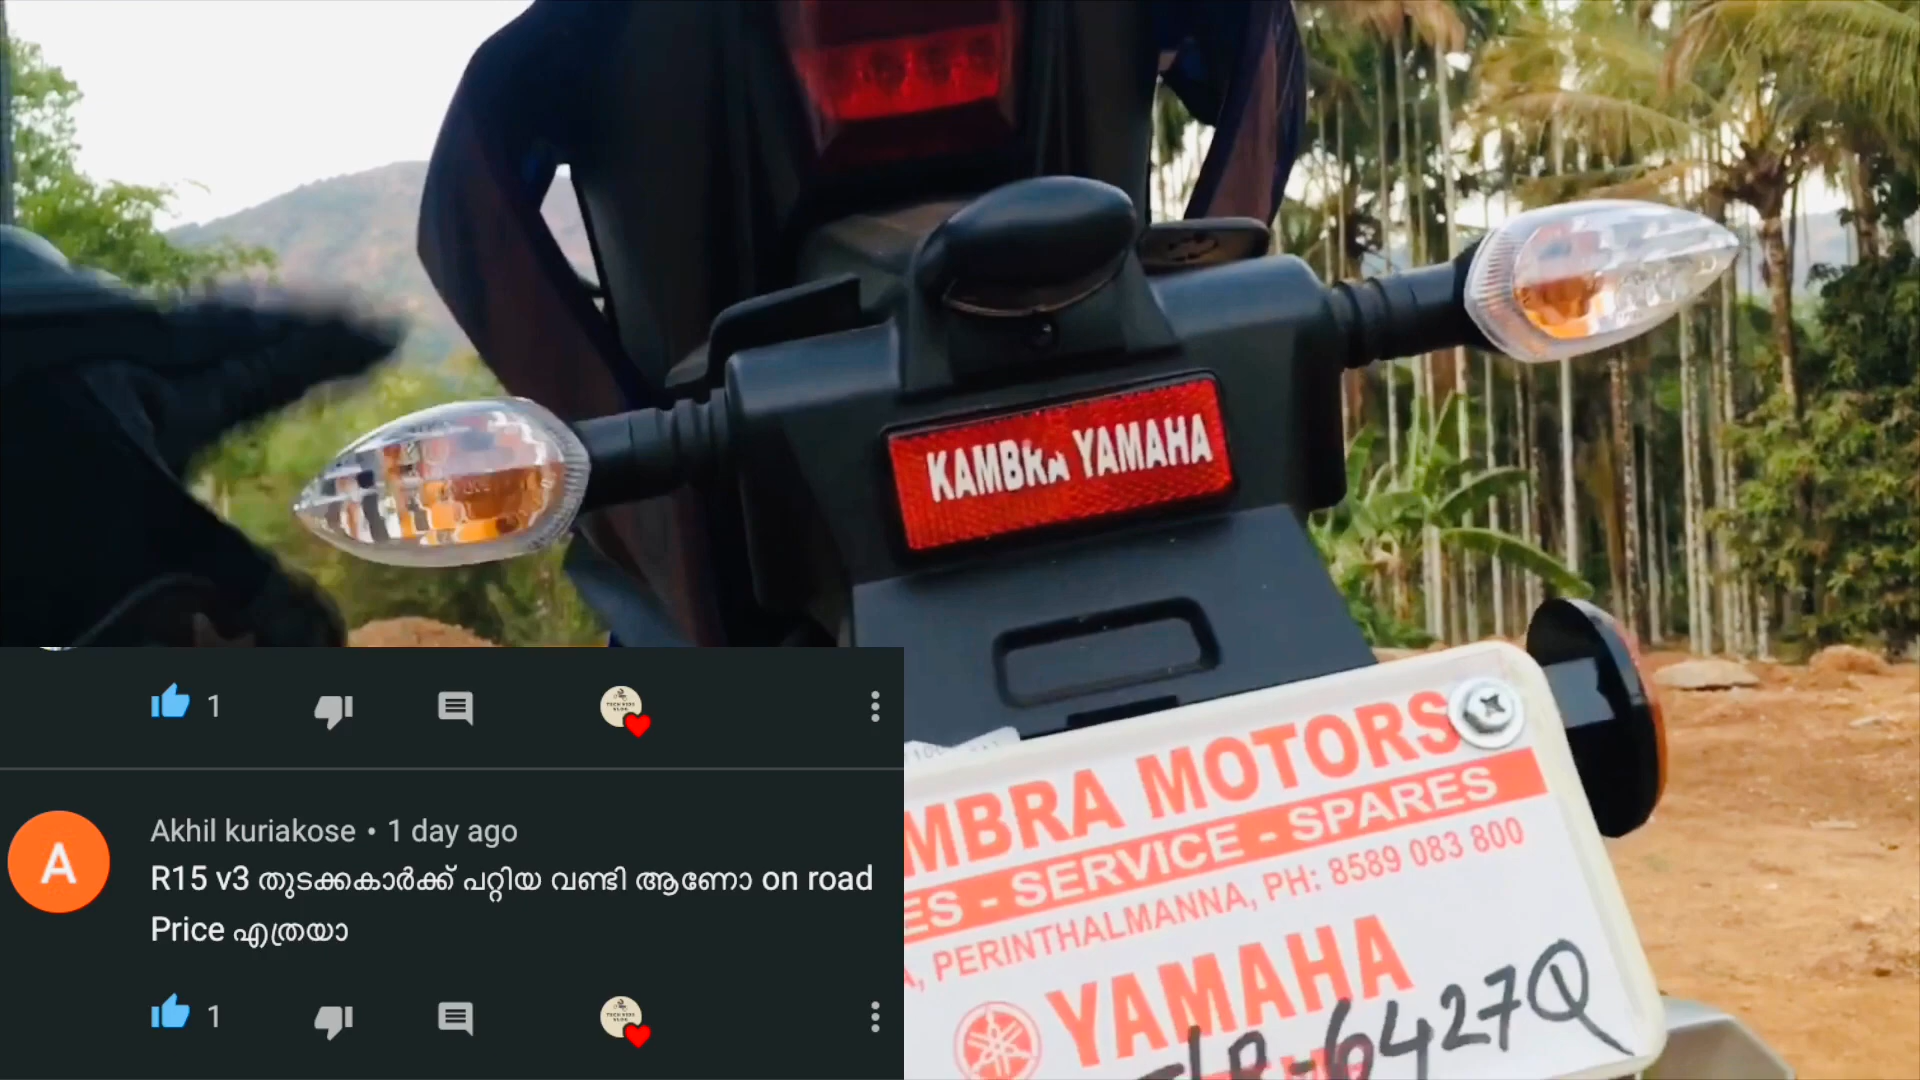 KAMBRA YAMAHA
MBRA MOTORS
ES - SERVICE - SPARES
A, PERINTHALMANNA, PH: 8589 083 800
YAMAHA
6427Q
1
Akhil kuriakose • 1 day ago
R15 v3 തുടക്കകാർക്ക് പറ്റിയ വണ്ടി ആണോ on road
Price എത്രയാ
1